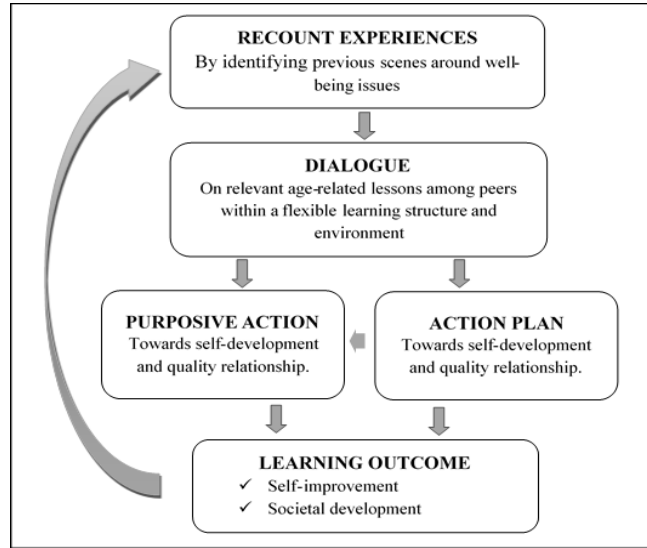 RECOUNT EXPERIENCES
By identifying previous scenes around well-
being issues
DIALOGUE
On relevant age-related lessons among peers
within a flexible learning structure and
environment
PURPOSIVE ACTION
Towards self-development
and quality relationship.
ACTION PLAN
Towards self-development
and quality relationship.
LEARNING OUTCOME
✓ Self-improvement
✓ Societal development